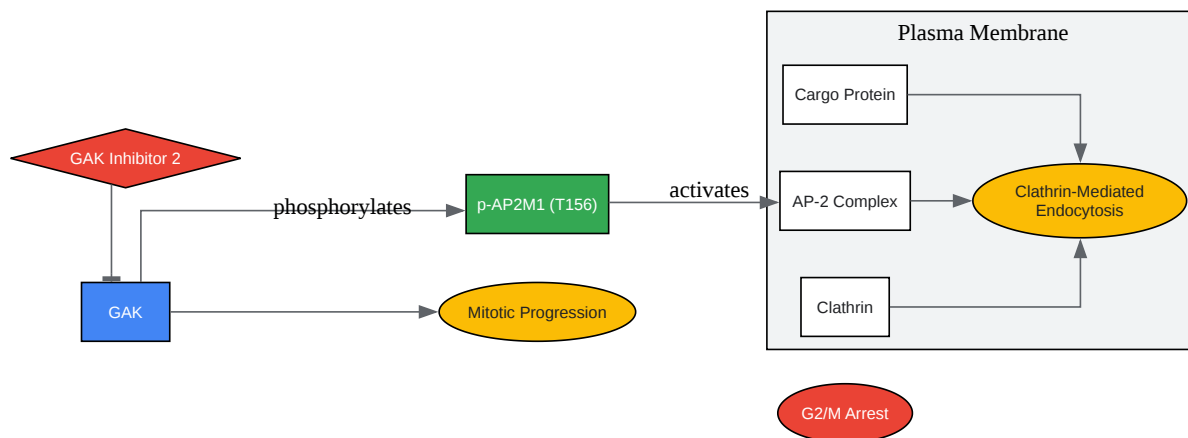 Plasma Membrane
Cargo Protein
GAK Inhibitor 2
phosphorylates
p-AP2M1 (T156)
activates
AP-2 Complex
Clathrin-Mediated
Endocytosis
GAK
Mitotic Progression
Clathrin
G2/M Arrest